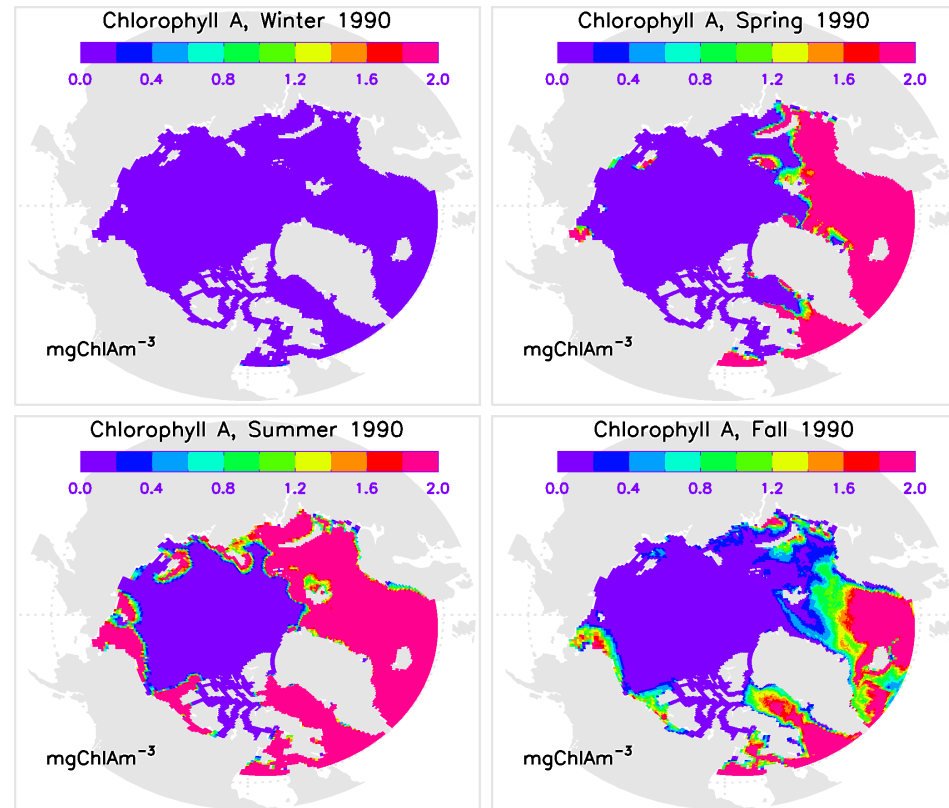 Chlorophyll A, Winter 1990
0.0 0.4 0.8 1.2 1.6 2.0
mgChlAm⁻³
Chlorophyll A, Spring 1990
0.0 0.4 0.8 1.2 1.6 2.0
mgChlAm⁻³
Chlorophyll A, Summer 1990
0.0 0.4 0.8 1.2 1.6 2.0
mgChlAm⁻³
Chlorophyll A, Fall 1990
0.0 0.4 0.8 1.2 1.6 2.0
mgChlAm⁻³